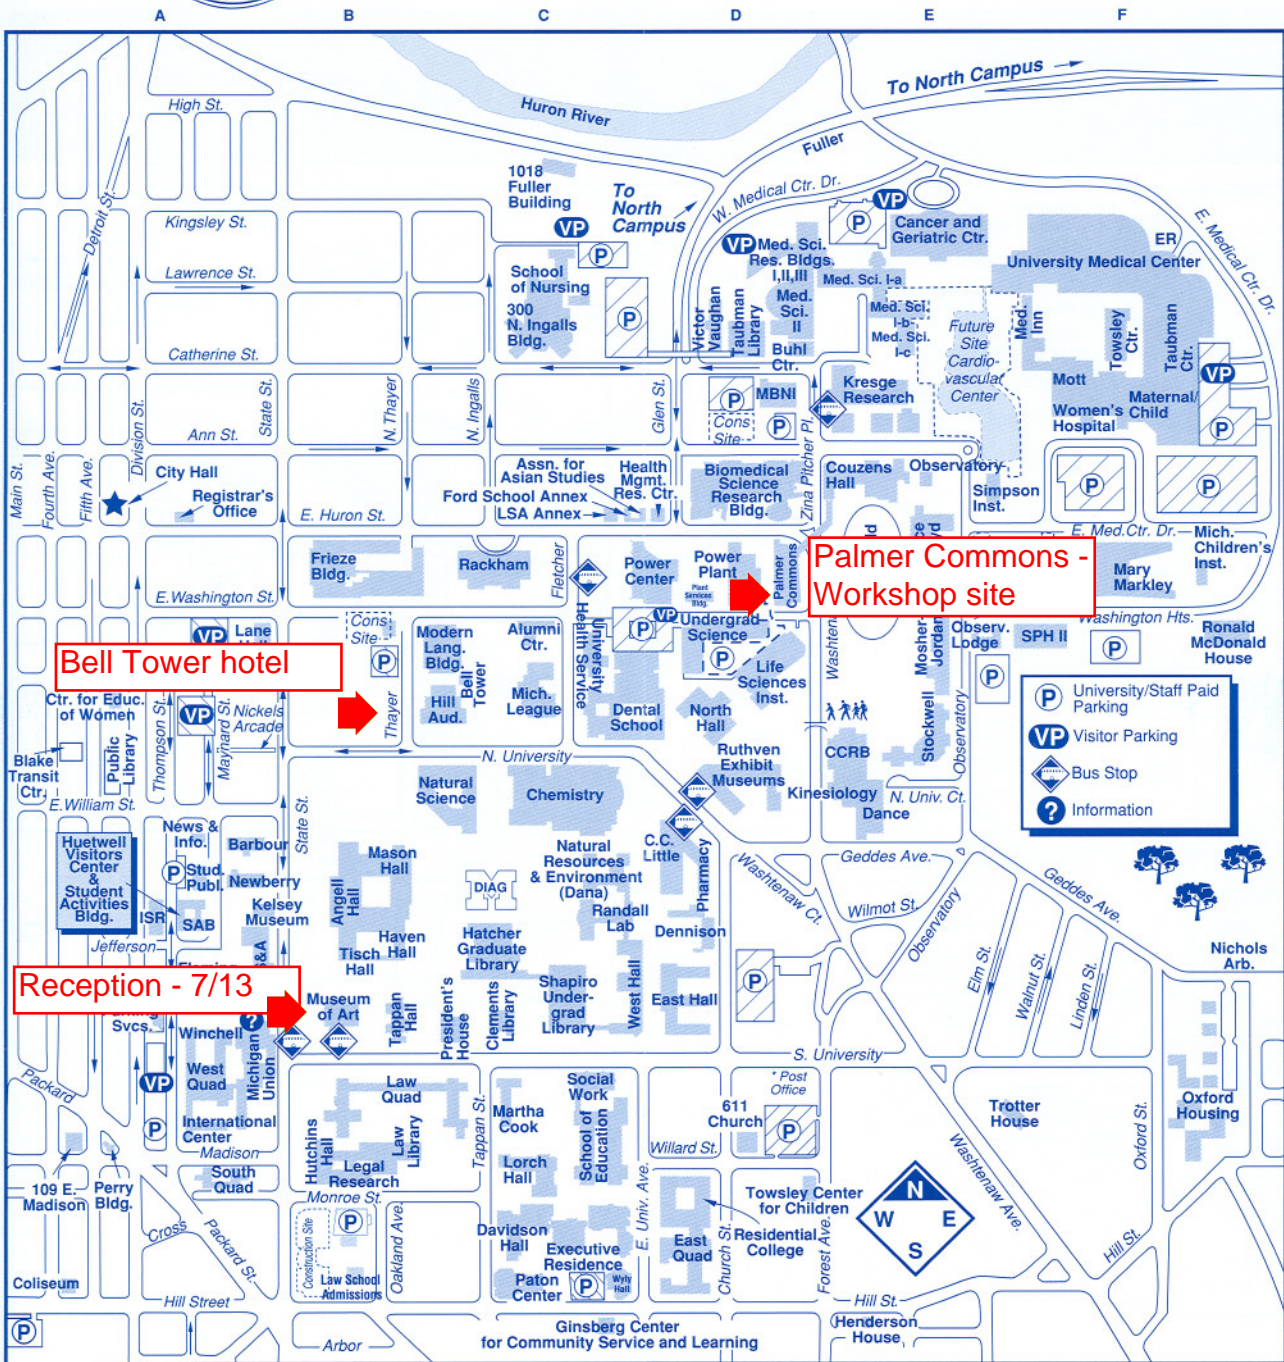 A B C D E F
To North Campus
Huron River
High St.
Fuller
1018
Fuller
Building
To
North
Campus
W. Medical Ctr. Dr.
VP
Kingsley St.
Detroit St.
VP
P
Cancer and
Geriatric Ctr.
E. Medical Ctr. Dr.
ER
P
VP
Med. Sci.
Res. Bldgs.
I,II,III
University Medical Center
Lawrence St.
School
of Nursing
Med. Sci. I-a
Med.
Sci.
II
300
N. Ingalls
Bldg.
P
Victor
Vaughan
Taubman
Library
Med. Sci.
I-b
Med. Sci.
I-c
Future
Site
Cardio-
vascular
Center
Med.
Inn
Towsley
Ctr.
Taubman
Ctr.
Catherine St.
Buhl
Ctr.
Mott
VP
Kresge
Research
MBNI
P
Cons
Site
P
Women's
Hospital
Maternal/
Child
P
State St.
N.Thayer
N. Ingalls
Glen St.
Zina Pitcher Pl.
Division St.
Ann St.
Main St.
Fourth Ave.
Fifth Ave.
City Hall
Registrar's
Office
Assn. for
Asian Studies
Ford School Annex
LSA Annex
Health
Mgmt.
Res. Ctr.
Biomedical
Science
Research
Bldg.
Couzens
Hall
Observatory
Simpson
Inst.
P
P
E. Huron St.
E. Med.Ctr. Dr.
Mich.
Children's
Inst.
Frieze
Bldg.
Rackham
Fletcher
Power
Center
Power
Plant
Plant
Services
Bldg.
Palmer
Commons
Palmer Commons -
Workshop site
Mary
Markley
E.Washington St.
Washington Hts.
VP
Lane
Cons
Site
P
Modern
Lang.
Bldg.
Alumni
Ctr.
University
Health Service
P
VP
Undergrad
Science
P
Mosher-
Jordan
Observ.
Lodge
SPH II
P
P
Ronald
McDonald
House
Bell Tower hotel
Bell
Tower
Hill
Aud.
Mich.
League
Dental
School
North
Hall
Life
Sciences
Inst.
Stockwell
Observatory
Ctr. for Educ.
of Women
Thompson St.
VP
Maynard St.
Nickels
Arcade
Thayer
P University/Staff Paid
Parking
VP Visitor Parking
Bus Stop
? Information
Blake
Transit
Ctr.
Public
Library
N. University
Ruthven
Exhibit
Museums
CCRB
E.William St.
Natural
Science
Chemistry
Kinesiology
Dance
N. Univ. Ct.
State St.
Huetwell
Visitors
Center
&
Student
Activities
Bldg.
News &
Info.
P
Stud.
Publ.
Barbour
Newberry
Kelsey
Museum
Mason
Hall
Angell
Hall
Natural
Resources
& Environment
(Dana)
C.C.
Little
Pharmacy
Washtenaw Ct.
Geddes Ave.
Geddes Ave.
DIAG
M
Randall
Lab
Wilmot St.
Observatory
ISR
SAB
Jefferson
Haven
Hall
Tisch
Hall
Hatcher
Graduate
Library
Dennison
Elm St.
Walnut St.
Linden St.
Nichols
Arb.
Reception - 7/13
Svcs.
Winchell
?
Museum
of Art
Tappan
Hall
President's
House
Clements
Library
Shapiro
Under-
grad
Library
West Hall
East Hall
P
S. University
Michigan
Union
West
Quad
VP
P
International
Center
Madison
Packard
Law
Quad
Law
Library
Hutchins
Hall
Legal
Research
Tappan St.
Martha
Cook
Social
Work
School of
Education
Lorch
Hall
611
Church
* Post
Office
P
Willard St.
Trotter
House
Oxford St.
Oxford
Housing
Washtenaw Ave.
109 E.
Madison
Perry
Bldg.
South
Quad
Monroe St.
Cross
Packard St.
Construction Site
P
Law School
Admissions
Oakland Ave.
Davidson
Hall
Executive
Residence
Paton
Center
P
Wyly
Hall
E. Univ. Ave.
East
Quad
Church St.
Towsley Center
for Children
Residential
College
Forest Ave.
N
W E
S
Hill St.
Coliseum
Hill Street
Hill St.
P
Arbor
Ginsberg Center
for Community Service and Learning
Henderson
House